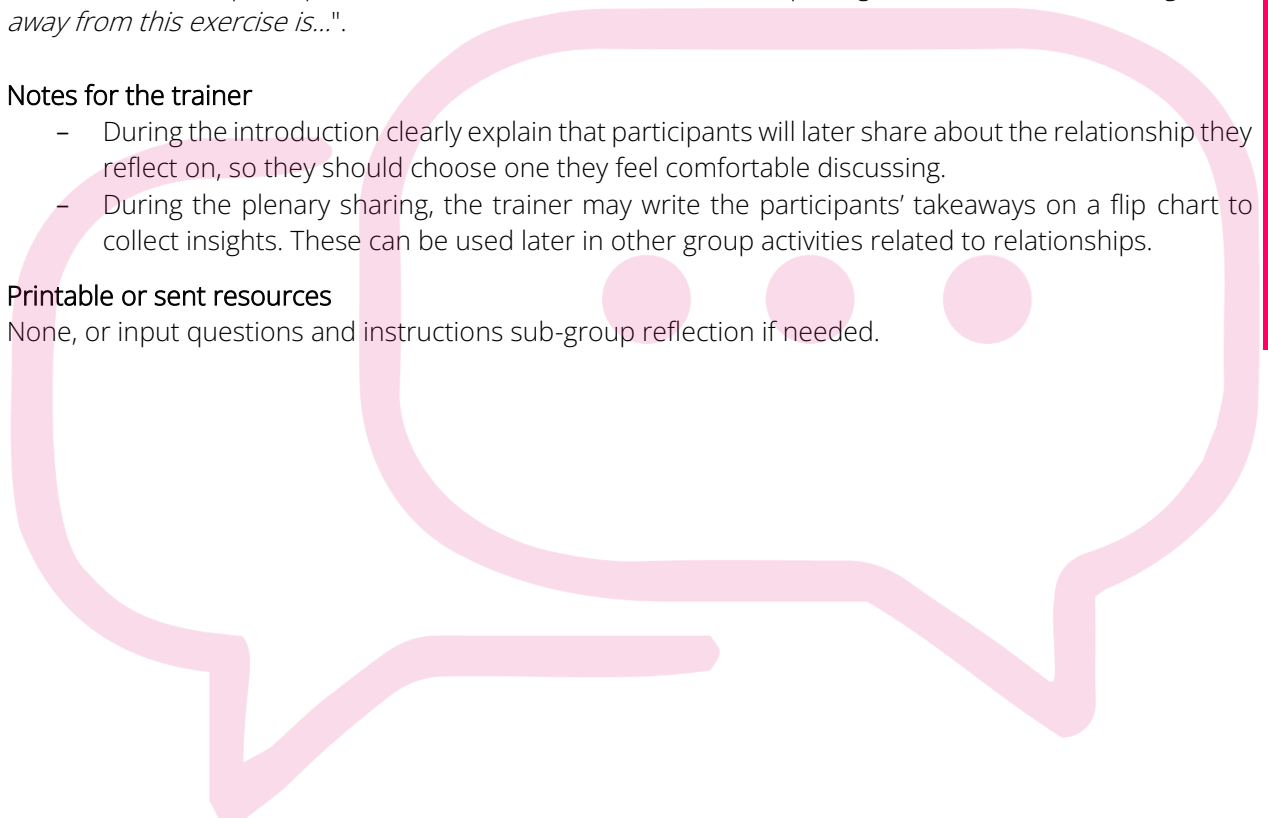 away from this exercise is...".
Notes for the trainer
– During the introduction clearly explain that participants will later share about the relationship they
reflect on, so they should choose one they feel comfortable discussing.
– During the plenary sharing, the trainer may write the participants’ takeaways on a flip chart to
collect insights. These can be used later in other group activities related to relationships.
Printable or sent resources
None, or input questions and instructions sub-group reflection if needed.